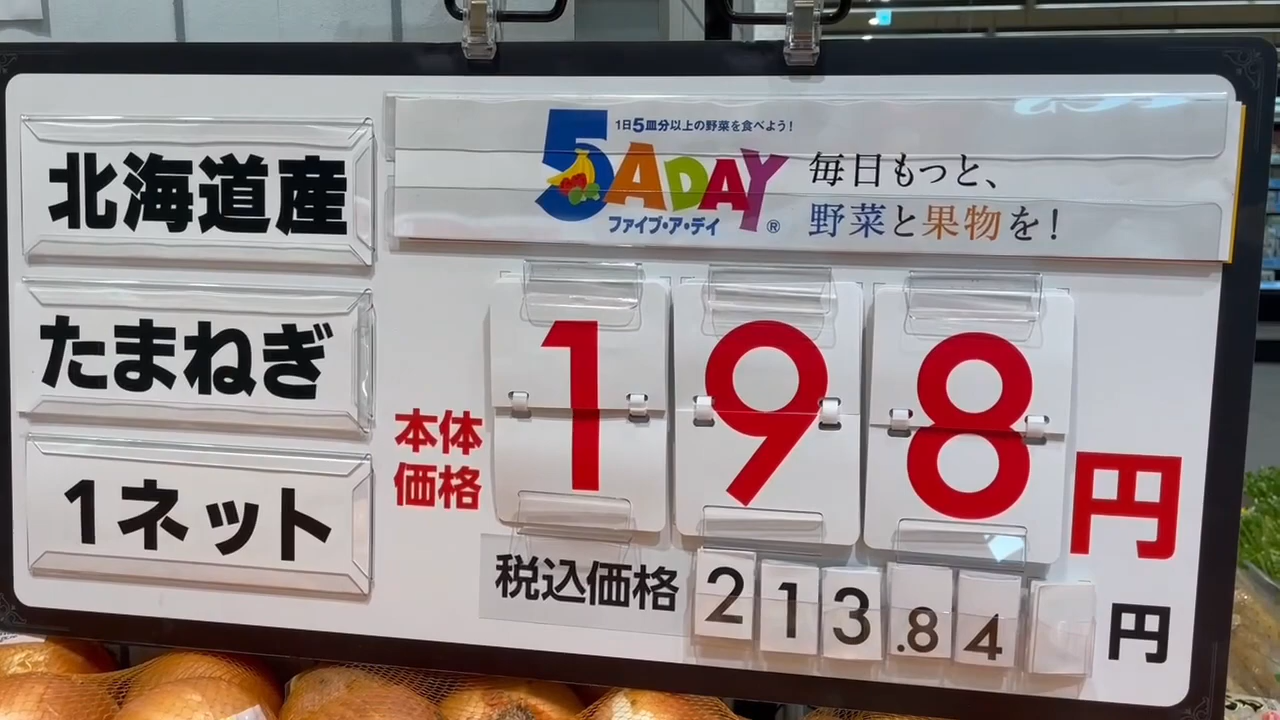 北海道産
たまねぎ
1ネット
1日5皿分以上の野菜を食べよう!
5 A DAY
ファイブ・ア・デイ ®
毎日もっと、
野菜と果物を!
本体
価格
198円
税込価格 213.84 円